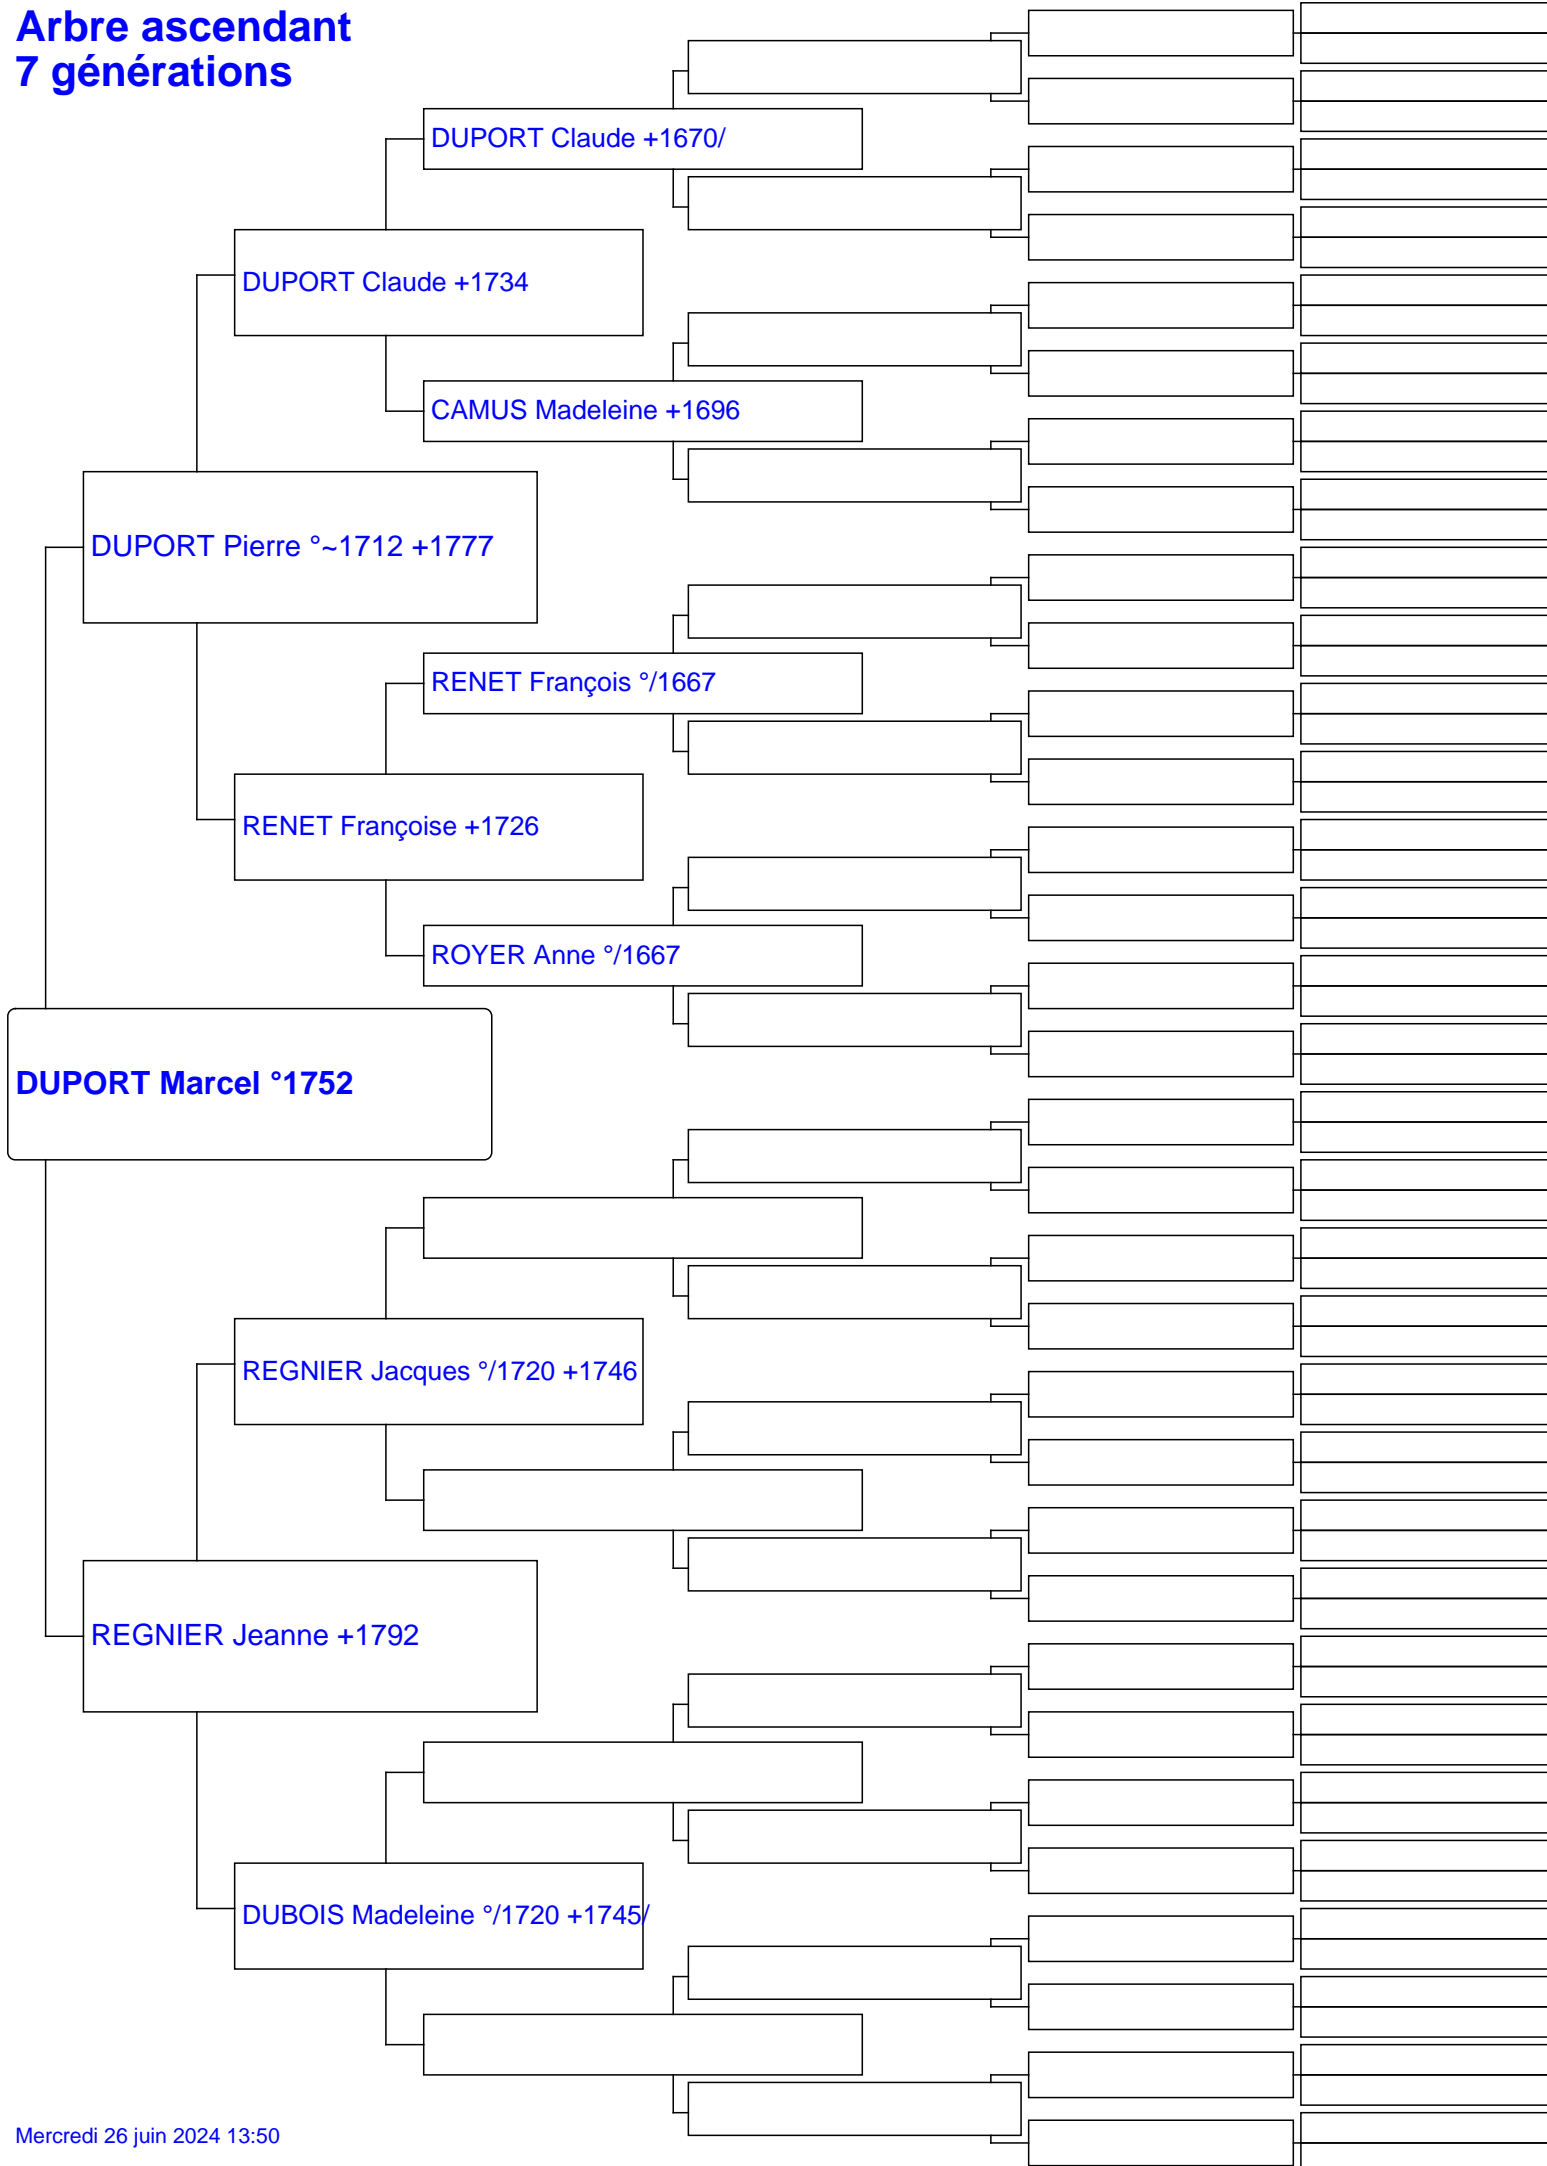 Arbre ascendant
7 générations
DUPORT Claude +1670/
DUPORT Claude +1734
CAMUS Madeleine +1696
DUPORT Pierre °~1712 +1777
RENET François °/1667
RENET Françoise +1726
ROYER Anne °/1667
DUPORT Marcel °1752
REGNIER Jacques °/1720 +1746
REGNIER Jeanne +1792
DUBOIS Madeleine °/1720 +1745/
Mercredi 26 juin 2024 13:50